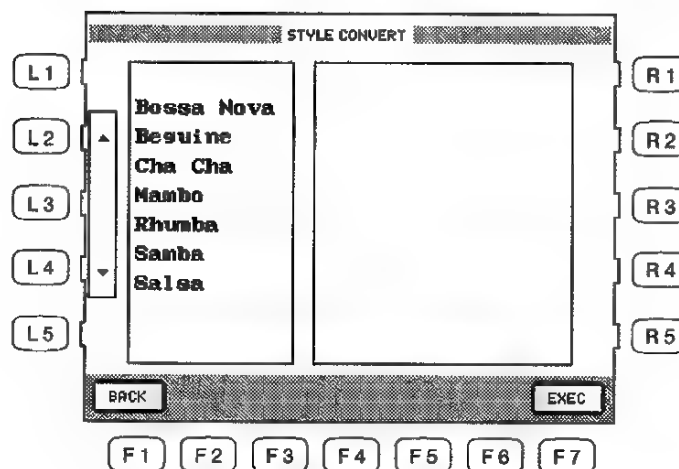 STYLE CONVERT
L1
R1
Bossa Nova
L2
Beguine
R2
Cha Cha
L3
Mambo
R3
Rhumba
L4
Samba
R4
Salsa
L5
R5
BACK
EXEC
F1 F2 F3 F4 F5 F6 F7